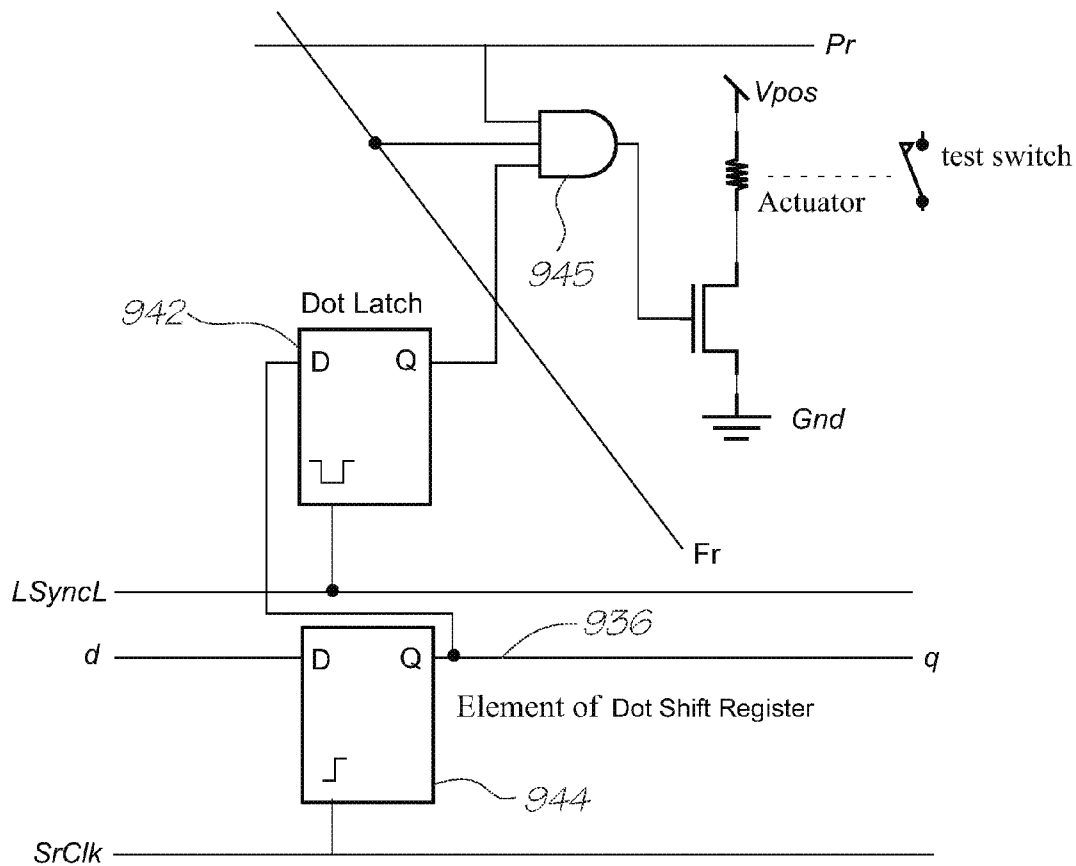 Pr
Vpos
test switch
Actuator
945
942
Dot Latch
D Q
Gnd
Fr
LSyncL
936
d
D Q
q
Element of Dot Shift Register
944
SrClk